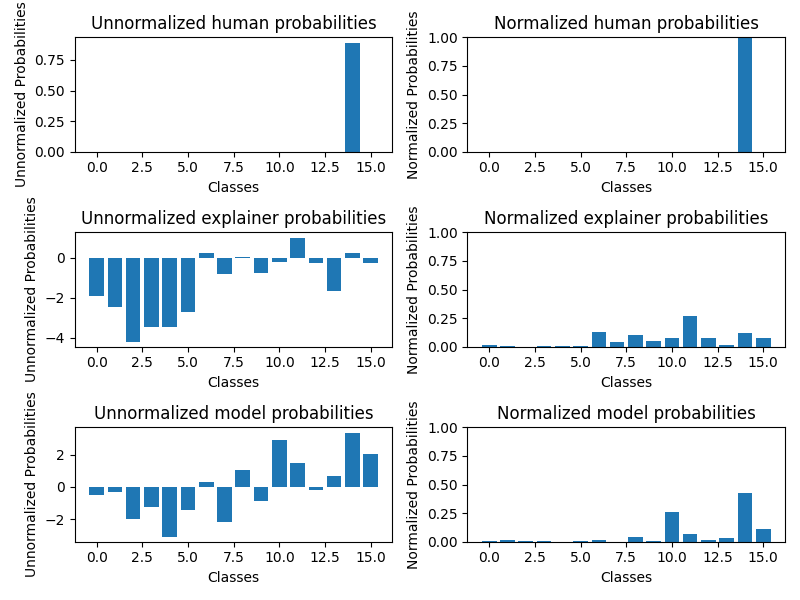 Unnormalized human probabilities
Unnormalized Probabilities
0.75
0.50
0.25
0.00
0.0 2.5 5.0 7.5 10.0 12.5 15.0
Classes
Normalized human probabilities
Normalized Probabilities
1.00
0.75
0.50
0.25
0.00
0.0 2.5 5.0 7.5 10.0 12.5 15.0
Classes
Unnormalized explainer probabilities
Unnormalized Probabilities
0
−2
−4
0.0 2.5 5.0 7.5 10.0 12.5 15.0
Classes
Normalized explainer probabilities
Normalized Probabilities
1.00
0.75
0.50
0.25
0.00
0.0 2.5 5.0 7.5 10.0 12.5 15.0
Classes
Unnormalized model probabilities
Unnormalized Probabilities
2
0
−2
0.0 2.5 5.0 7.5 10.0 12.5 15.0
Classes
Normalized model probabilities
Normalized Probabilities
1.00
0.75
0.50
0.25
0.00
0.0 2.5 5.0 7.5 10.0 12.5 15.0
Classes